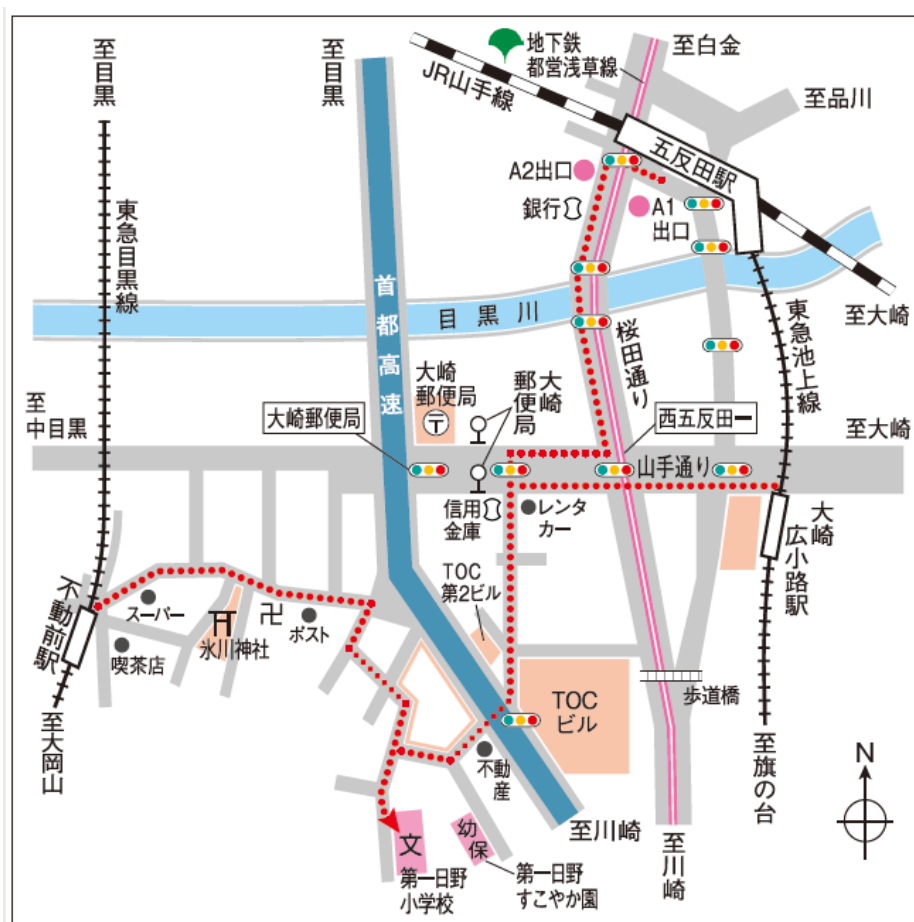 至目黒
至目黒
地下鉄
都営浅草線
至白金
JR山手線
至品川
五反田駅
A2出口
銀行
A1
出口
東急目黒線
首都高速
目黒川
至大崎
桜田通り
東急池上線
至
中目黒
大崎
郵便局
〒
大崎
郵便局
大崎郵便局
西五反田一
至大崎
山手通り
信用
金庫
レンタ
カー
大崎
広小路駅
TOC
第2ビル
不動前駅
スーパー
喫茶店
氷川神社
卍
ポスト
TOC
ビル
歩道橋
不動
産
至大岡山
至旗の台
N
至川崎
至川崎
文
幼
保
第一日野
小学校
第一日野
すこやか園